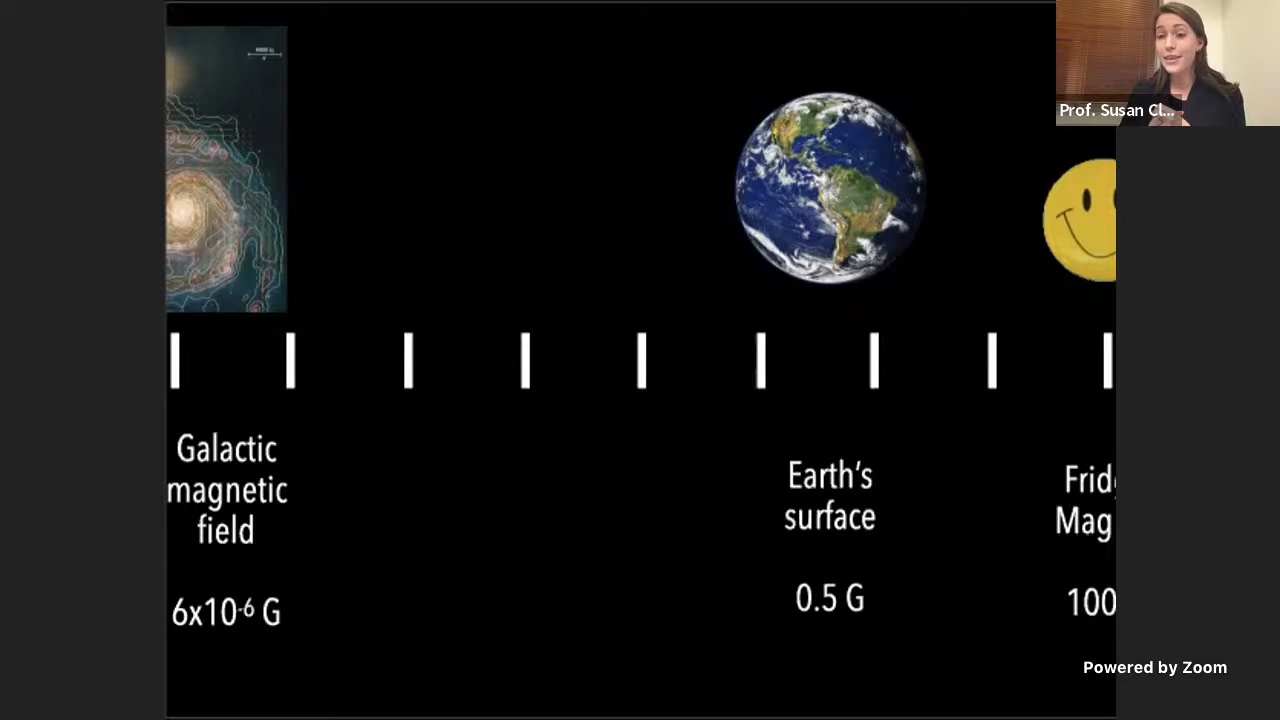 Prof. Susan Cl...
Galactic
magnetic
field
6x10-6 G
Earth's
surface
0.5 G
Frid
Mag
100
Powered by Zoom